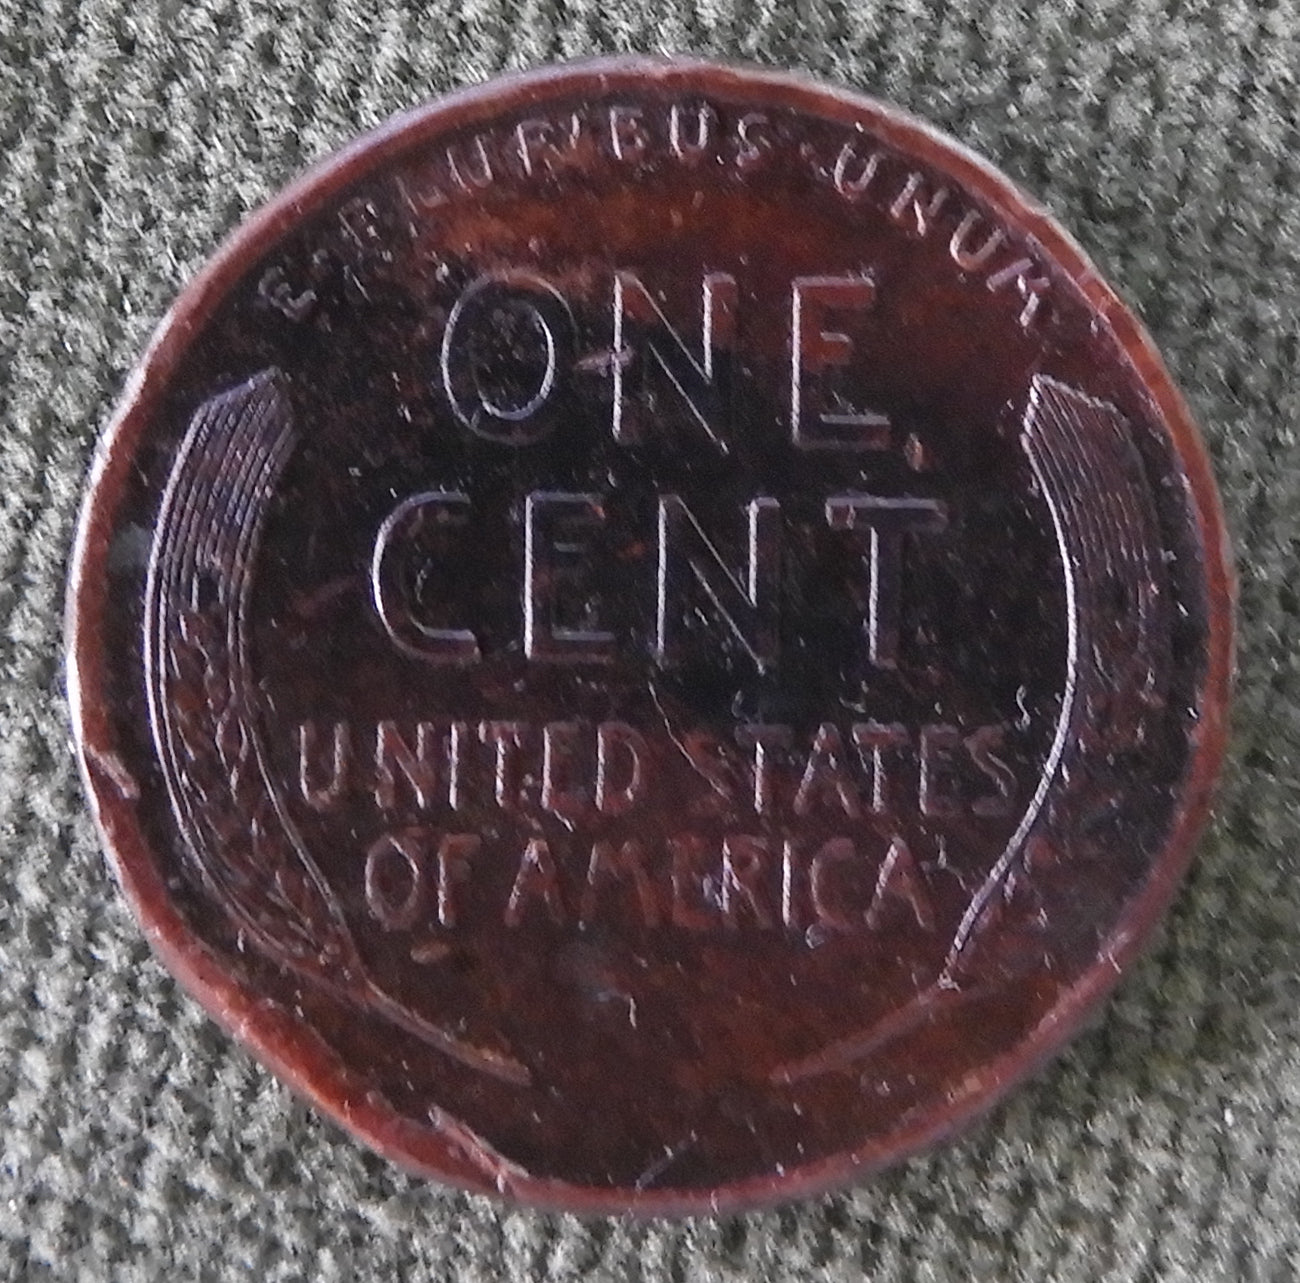 E · PLURIBUS · UNUM
ONE
CENT
UNITED STATES
OF AMERICA